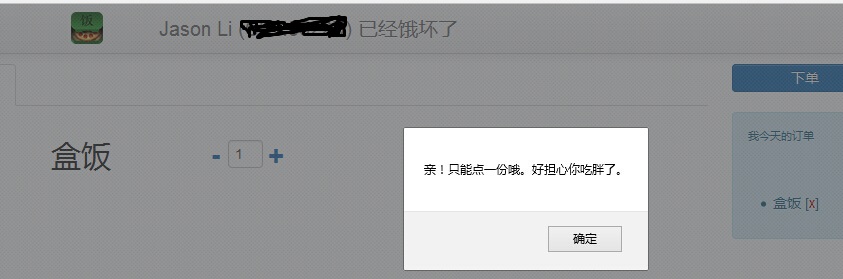 饭
Jason Li ( ) 已经饿坏了
下单
我今天的订单
盒饭 - 1 +
亲！只能点一份哦。好担心你吃胖了。
• 盒饭 [x]
确定